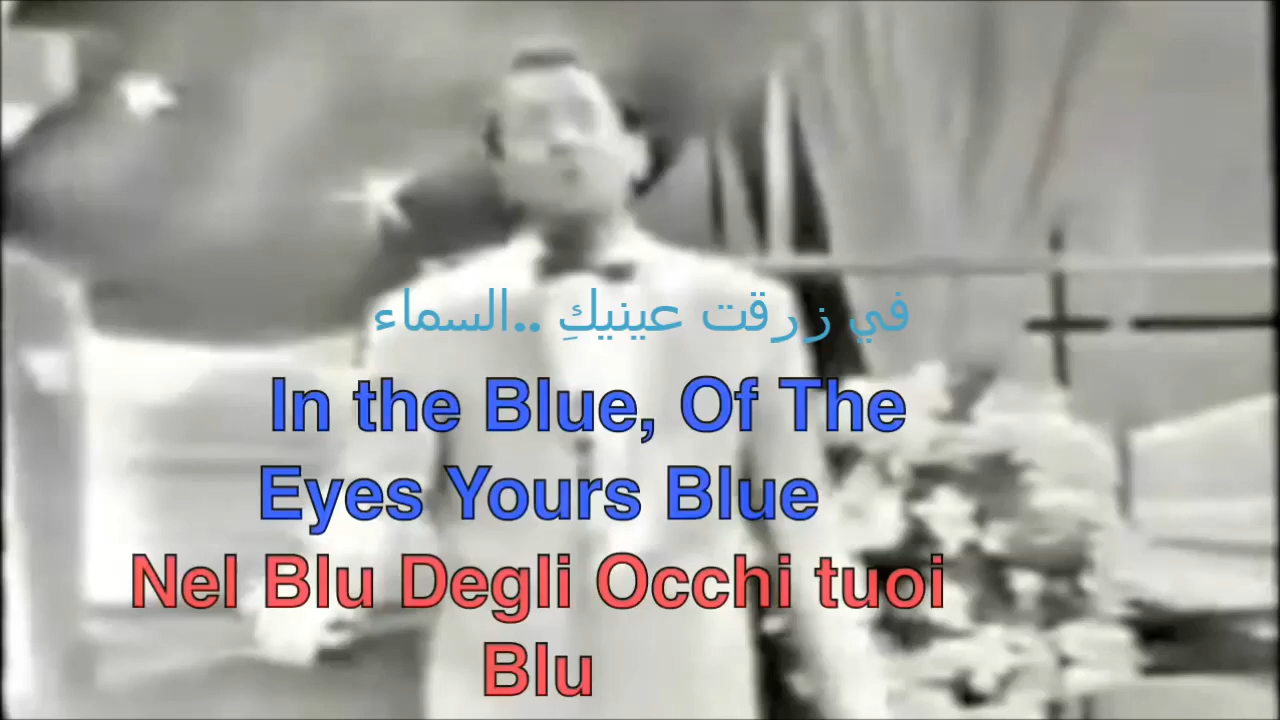 في زرقت عينيكِ ..السماء
In the Blue, Of The
Eyes Yours Blue
Nel Blu Degli Occhi tuoi
Blu